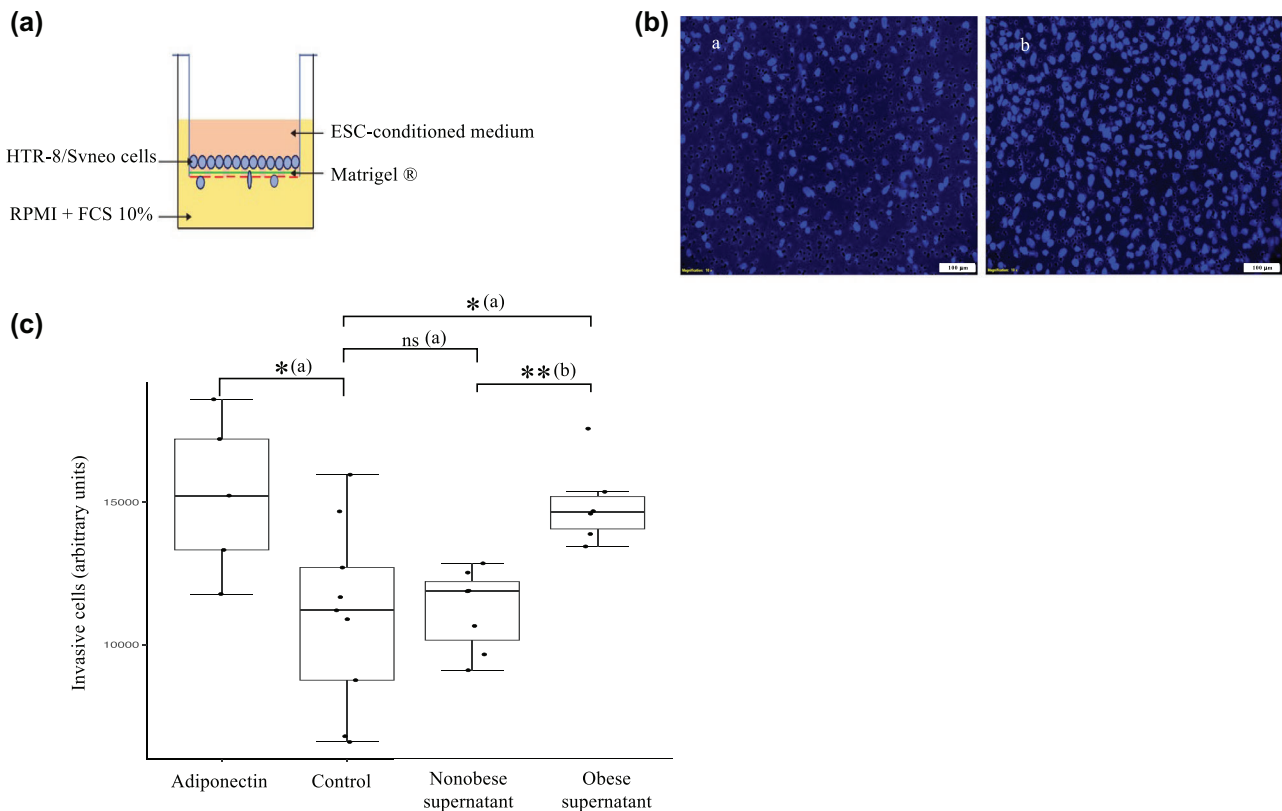 (a)
ESC-conditioned medium
HTR-8/Svneo cells
Matrigel ®
RPMI + FCS 10%
(b)
a
b
100 µm
100 µm
(c)
*(a)
ns (a)
*(a)
**(b)
Invasive cells (arbitrary units)
15000
10000
Adiponectin
Control
Nonobese
supernatant
Obese
supernatant